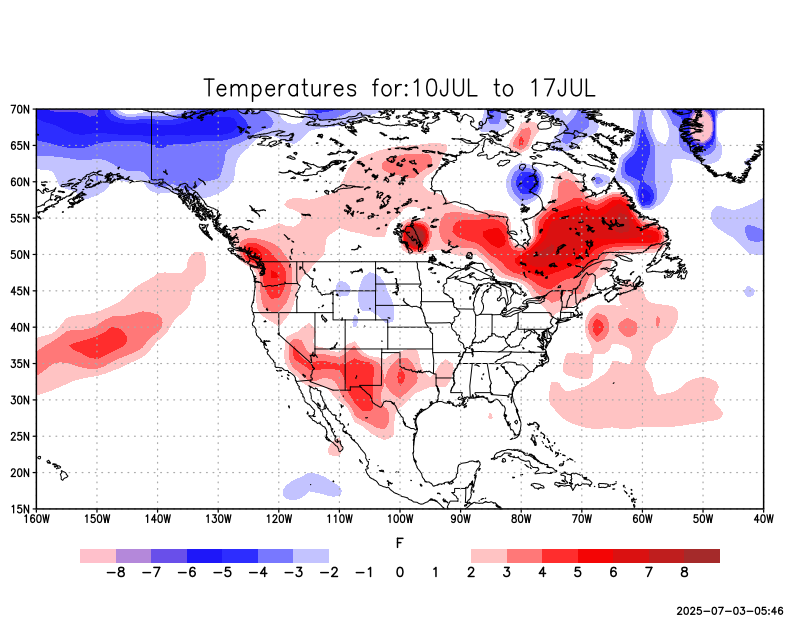 Temperatures for:10JUL to 17JUL
70N
65N
60N
55N
50N
45N
40N
35N
30N
25N
20N
15N
160W 150W 140W 130W 120W 110W 100W 90W 80W 70W 60W 50W 40W
F
−8 −7 −6 −5 −4 −3 −2 −1 0 1 2 3 4 5 6 7 8
2025-07-03-05:46